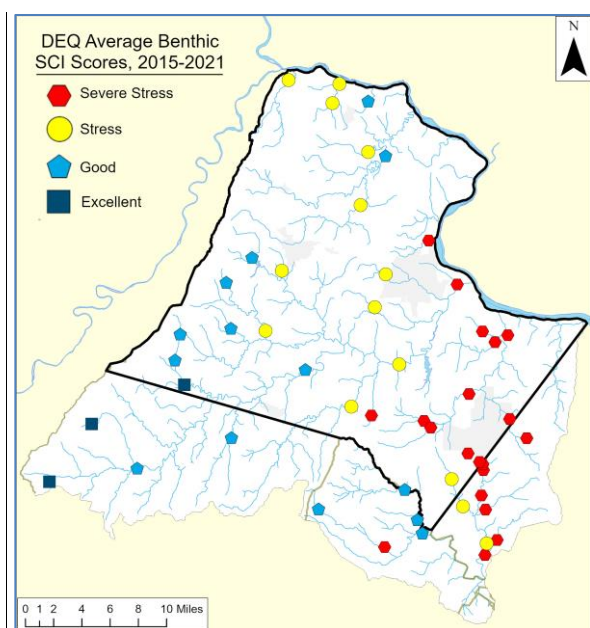 DEQ Average Benthic
SCI Scores, 2015-2021
Severe Stress
Stress
Good
Excellent
N
0 1 2 4 6 8 10 Miles